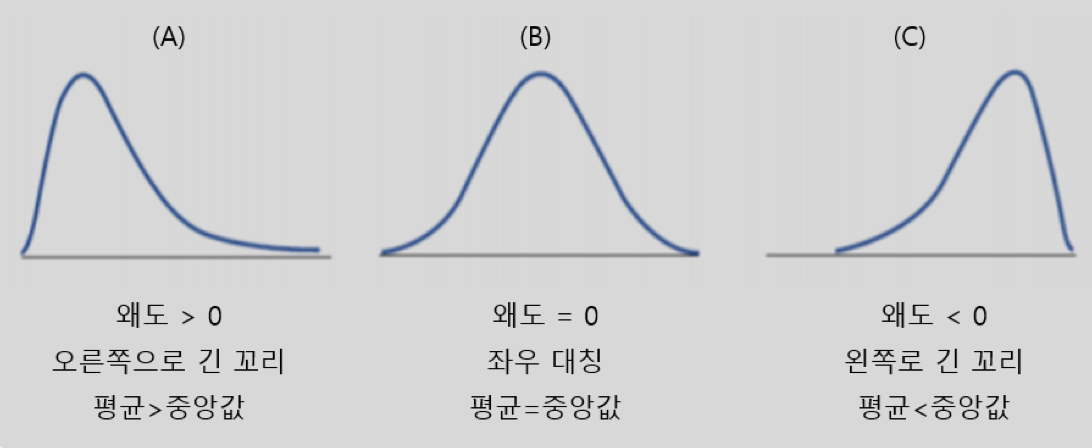 (A)
(B)
(C)
왜도 > 0
왜도 = 0
왜도 < 0
오른쪽으로 긴 꼬리
좌우 대칭
왼쪽로 긴 꼬리
평균>중앙값
평균=중앙값
평균<중앙값